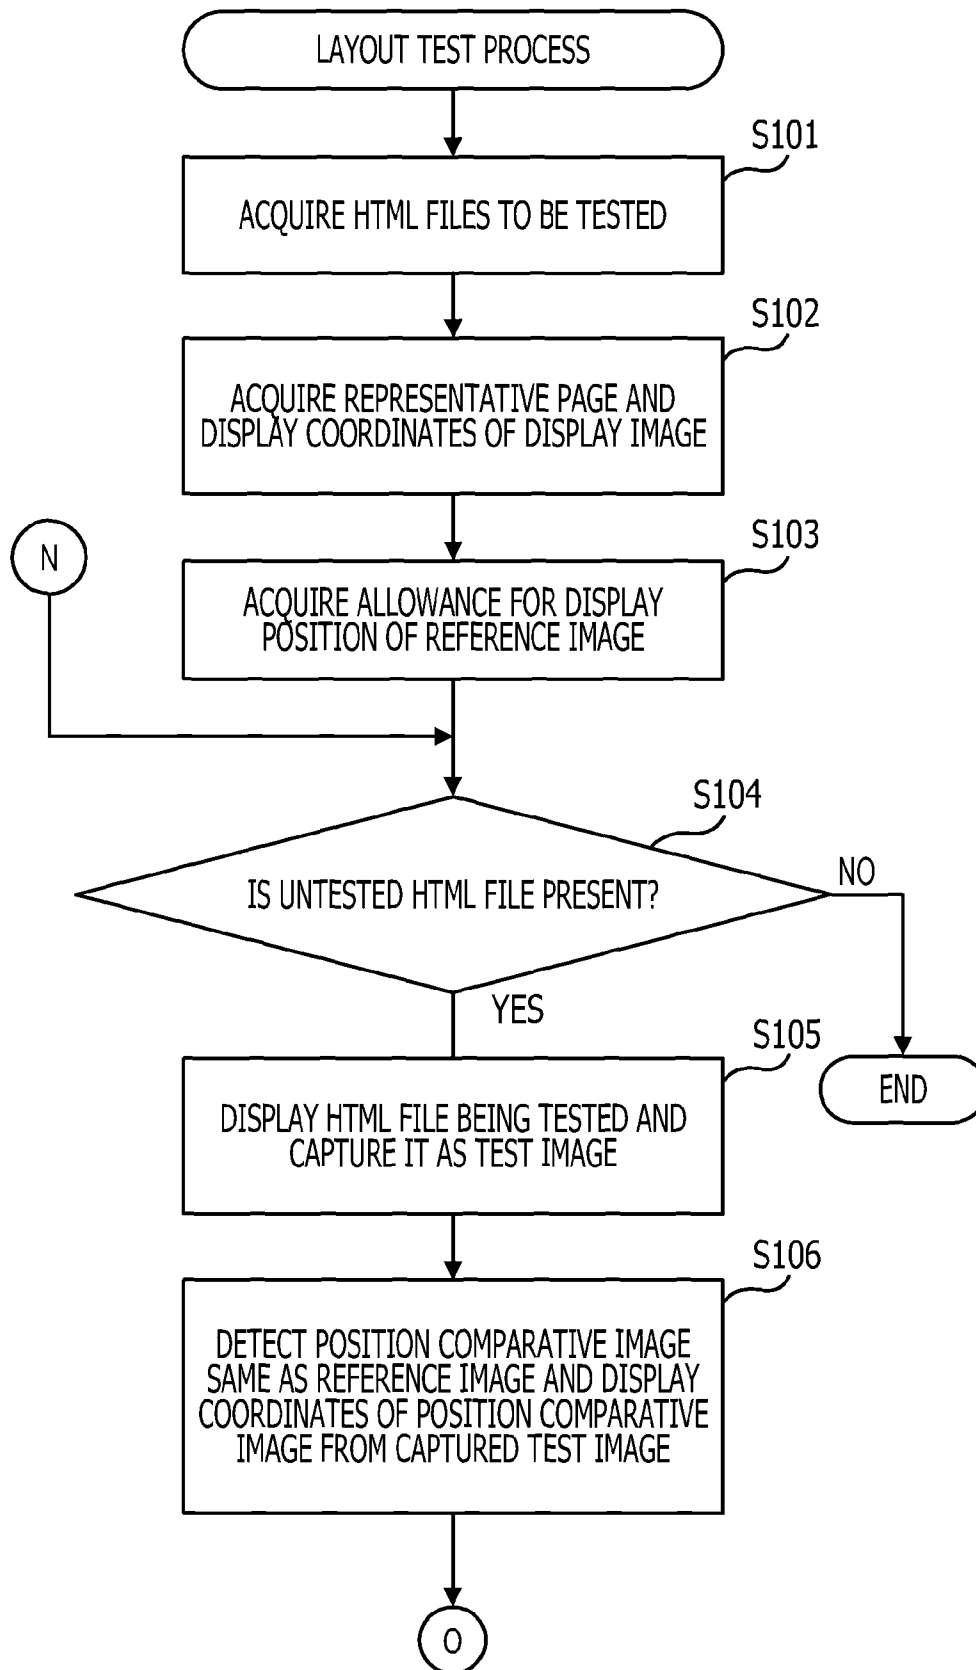 LAYOUT TEST PROCESS
S101
ACQUIRE HTML FILES TO BE TESTED
S102
ACQUIRE REPRESENTATIVE PAGE AND
DISPLAY COORDINATES OF DISPLAY IMAGE
S103
N
ACQUIRE ALLOWANCE FOR DISPLAY
POSITION OF REFERENCE IMAGE
S104
NO
IS UNTESTED HTML FILE PRESENT?
YES
S105
END
DISPLAY HTML FILE BEING TESTED AND
CAPTURE IT AS TEST IMAGE
S106
DETECT POSITION COMPARATIVE IMAGE
SAME AS REFERENCE IMAGE AND DISPLAY
COORDINATES OF POSITION COMPARATIVE
IMAGE FROM CAPTURED TEST IMAGE
O